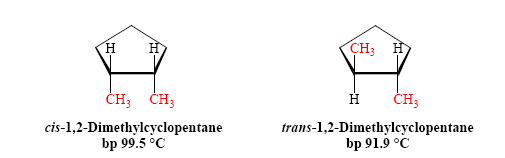 H H CH3 H
CH3 CH3 H CH3
cis-1,2-Dimethylcyclopentane trans-1,2-Dimethylcyclopentane
bp 99.5 °C bp 91.9 °C